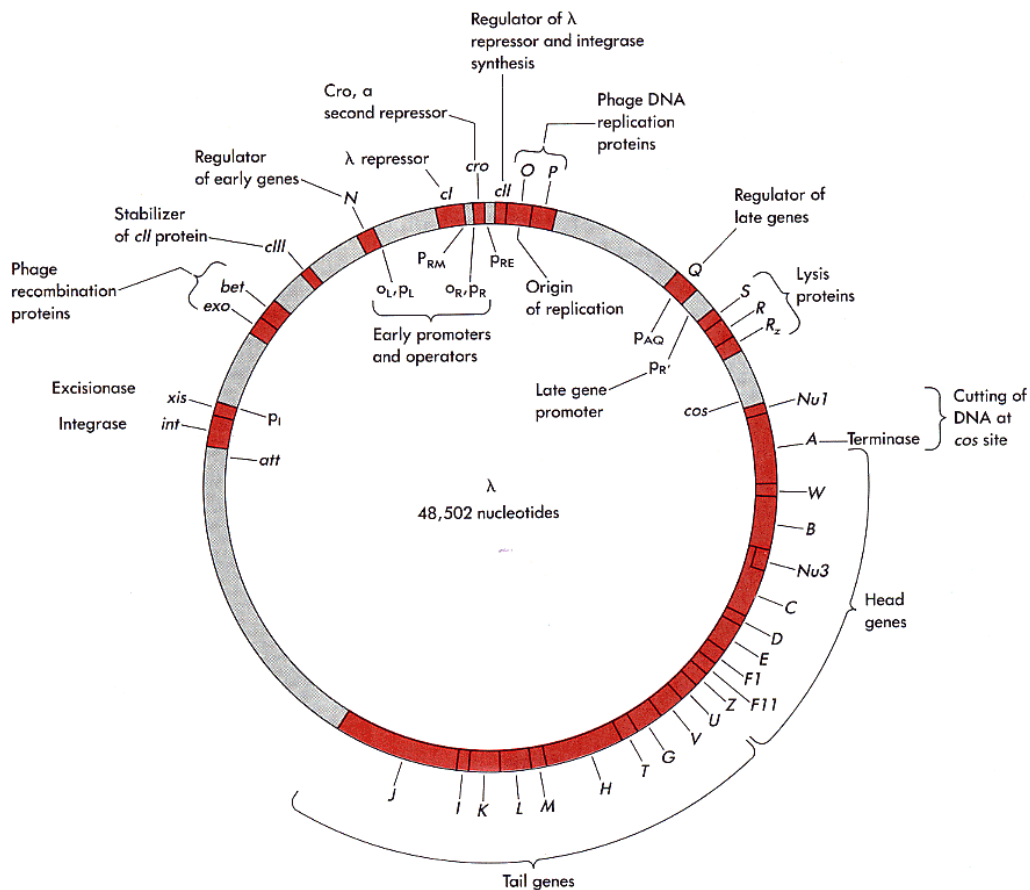 Regulator of λ
repressor and integrase
synthesis
Cro, a
second repressor
Phage DNA
replication
proteins
λ repressor
cro
cI
cII
O
P
Regulator
of early genes
N
Regulator of
late genes
Q
Stabilizer
of cII protein
cIII
Phage
recombination
proteins
bet
exo
PRM
PRE
oL, pL
oR, pR
Early promoters
and operators
Origin
of replication
S
R
Rz
Lysis
proteins
PAQ
PR'
Late gene
promoter
cos
Nu1
A
Terminase
Cutting of
DNA at
cos site
Excisionase
xis
Integrase
int
PI
att
λ
48,502 nucleotides
W
B
Nu3
C
D
E
F1
F11
Z
U
V
G
T
H
M
L
K
I
J
Head
genes
Tail genes